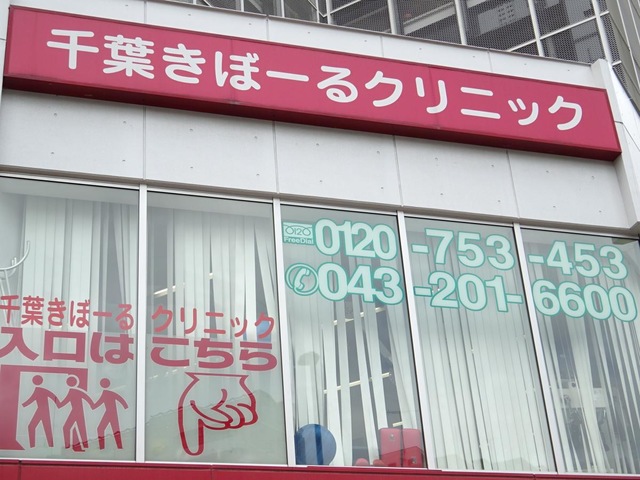 千葉きぼーるクリニック
0120 FreeDial 0120-753-453
043-201-6600
千葉きぼーる クリニック
入口は こちら